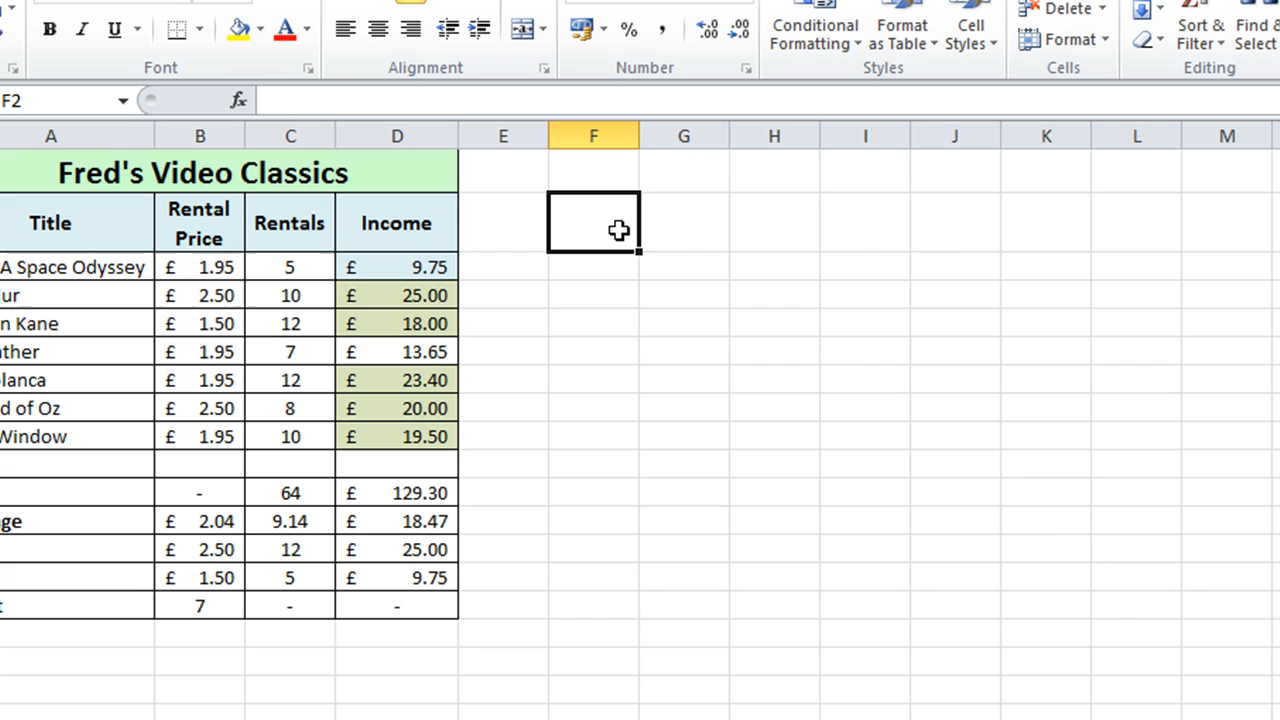 Conditional Format Cell Delete Sort & Find &
B I U % , Formatting as Table Styles Format Filter Select
Font Alignment Number Styles Cells Editing
F2 fx
A B C D E F G H I J K L M
Fred's Video Classics
Title Rental Price Rentals Income
A Space Odyssey £ 1.95 5 £ 9.75
£ 2.50 10 £ 25.00
n Kane £ 1.50 12 £ 18.00
ather £ 1.95 7 £ 13.65
lanca £ 1.95 12 £ 23.40
d of Oz £ 2.50 8 £ 20.00
Window £ 1.95 10 £ 19.50
- 64 £ 129.30
ge £ 2.04 9.14 £ 18.47
£ 2.50 12 £ 25.00
£ 1.50 5 £ 9.75
t 7 - -